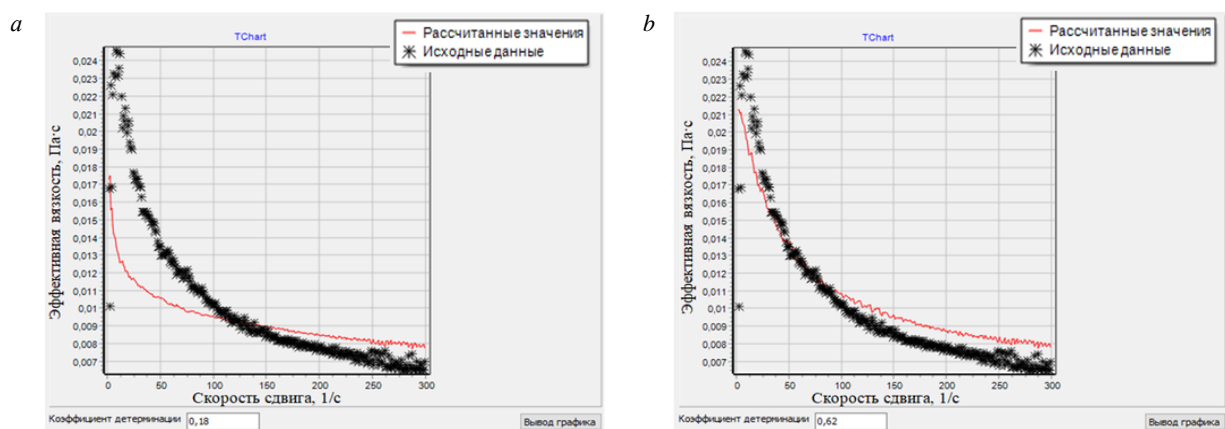 a
TChart
Рассчитанные значения
Исходные данные
Эффективная вязкость, Па·с
0,024
0,023
0,022
0,021
0,02
0,019
0,018
0,017
0,016
0,015
0,014
0,013
0,012
0,011
0,01
0,009
0,008
0,007
0 50 100 150 200 250 300
Скорость сдвига, 1/с
Коэффициент детерминации 0,18 Вывод графика
b
TChart
Рассчитанные значения
Исходные данные
Эффективная вязкость, Па·с
0,024
0,023
0,022
0,021
0,02
0,019
0,018
0,017
0,016
0,015
0,014
0,013
0,012
0,011
0,01
0,009
0,008
0,007
0 50 100 150 200 250 300
Скорость сдвига, 1/с
Коэффициент детерминации 0,62 Вывод графика